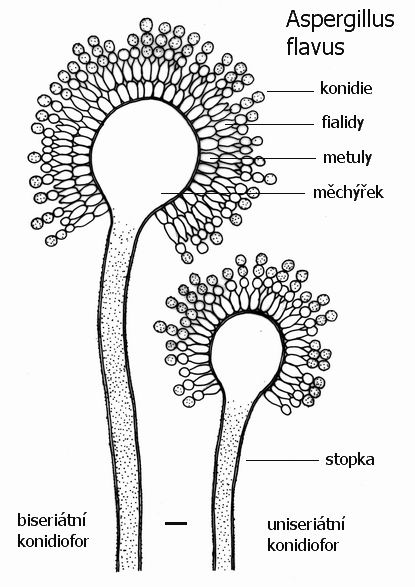 Aspergillus
flavus
konidie
fialidy
metuly
měchýřek
stopka
biseriátní
konidiofor
uniseriátní
konidiofor